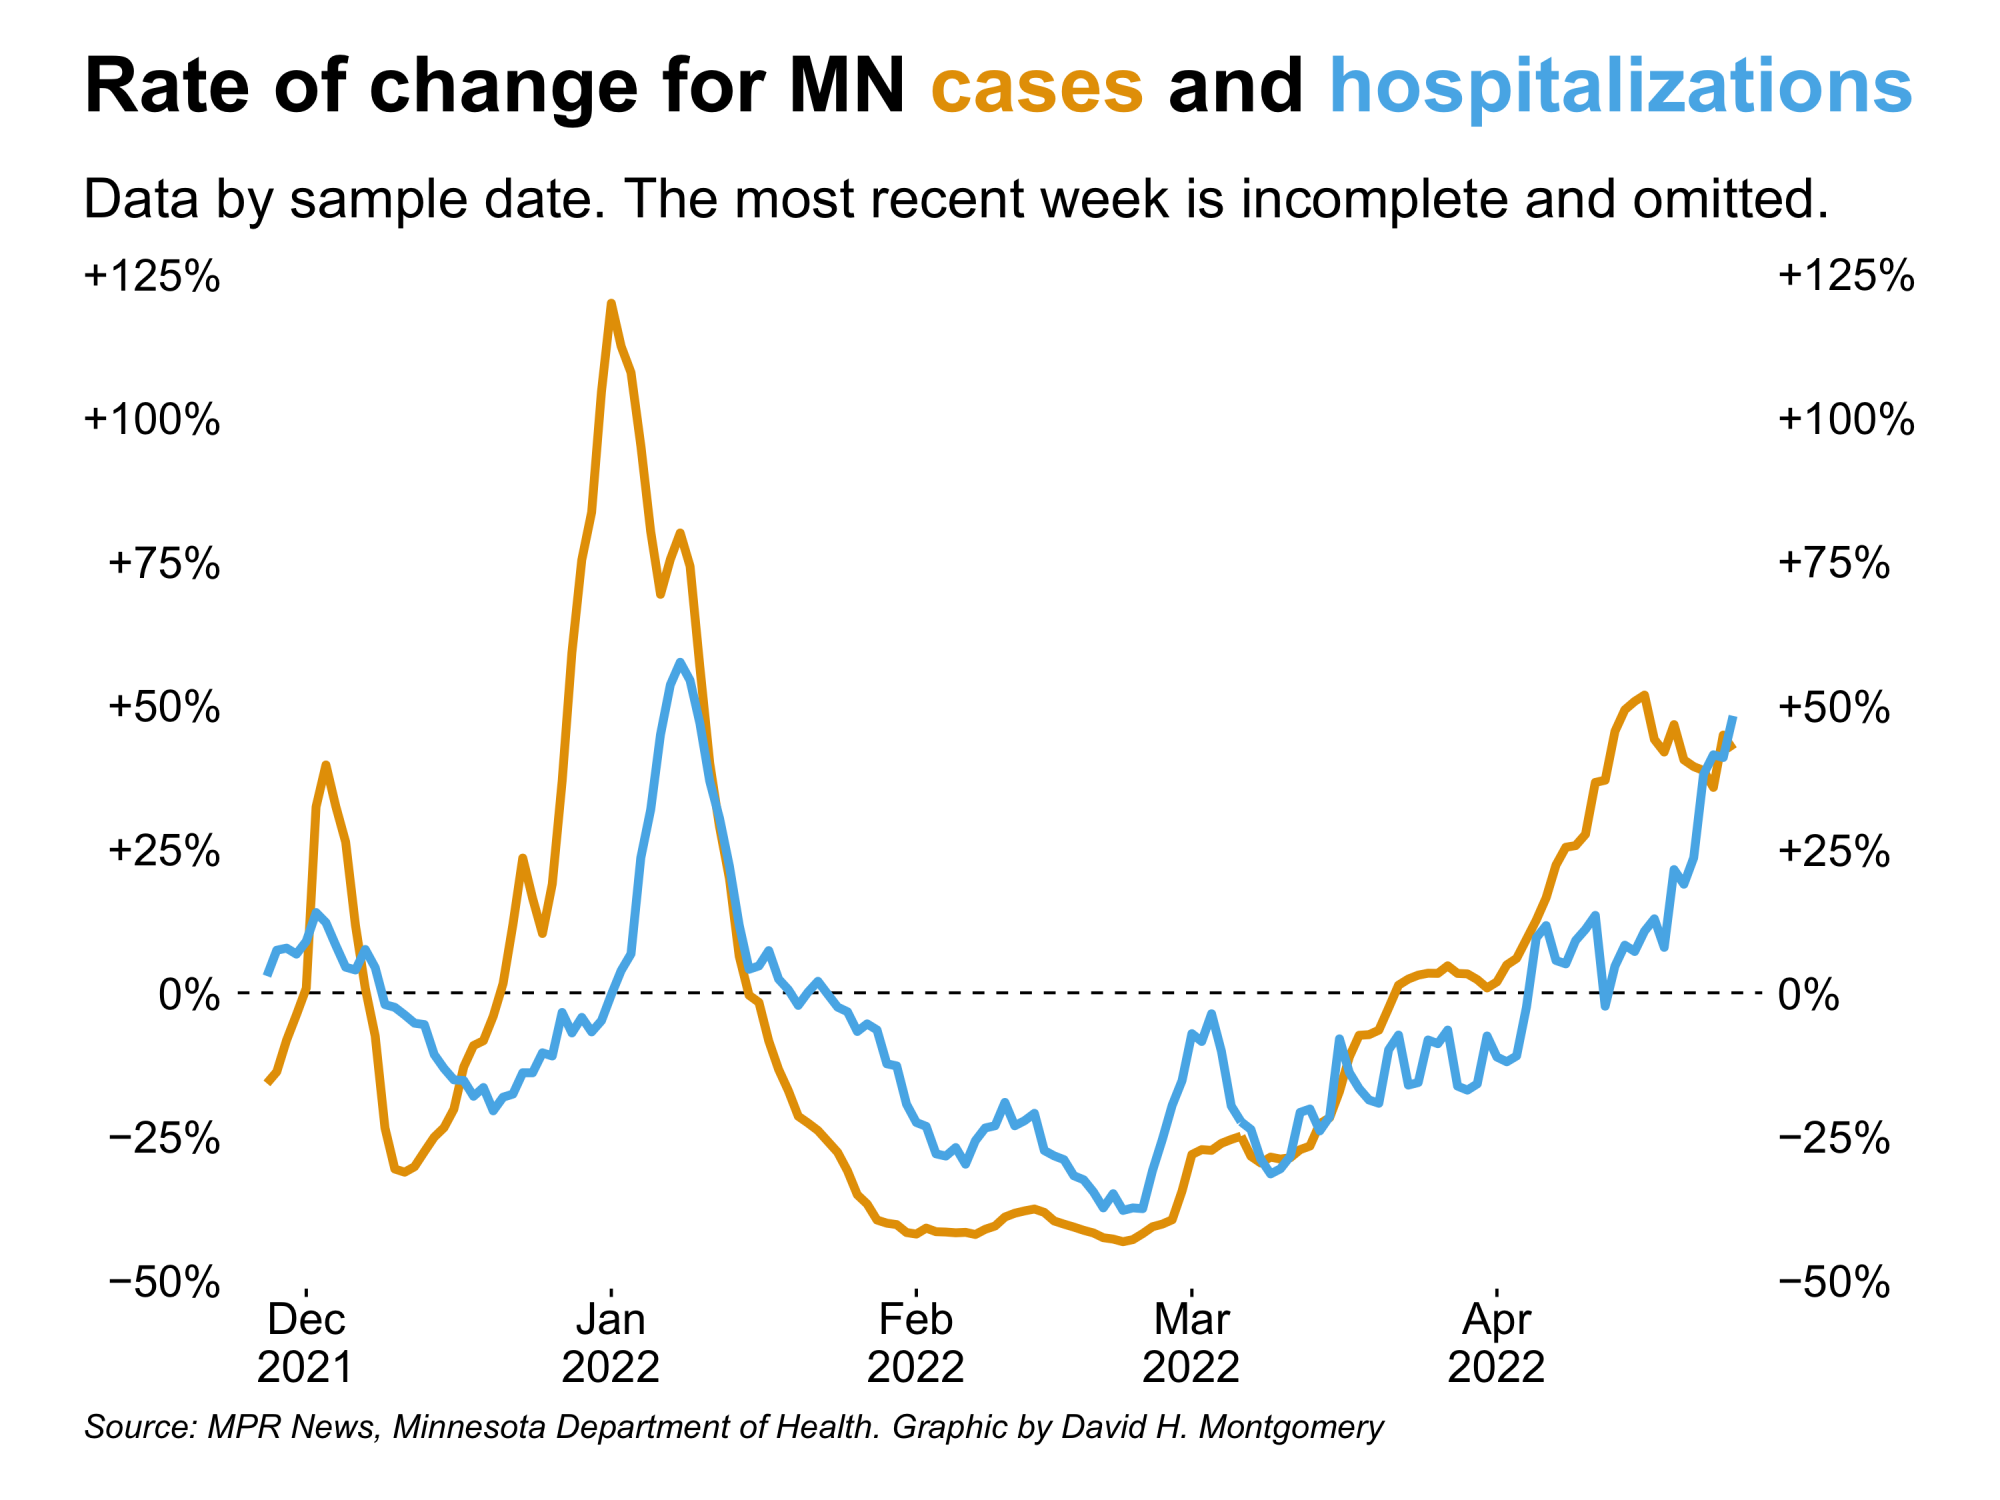 Rate of change for MN cases and hospitalizations
Data by sample date. The most recent week is incomplete and omitted.
+125% +125%
+100% +100%
+75% +75%
+50% +50%
+25% +25%
0% 0%
−25% −25%
−50% −50%
Dec Jan Feb Mar Apr
2021 2022 2022 2022 2022
Source: MPR News, Minnesota Department of Health. Graphic by David H. Montgomery